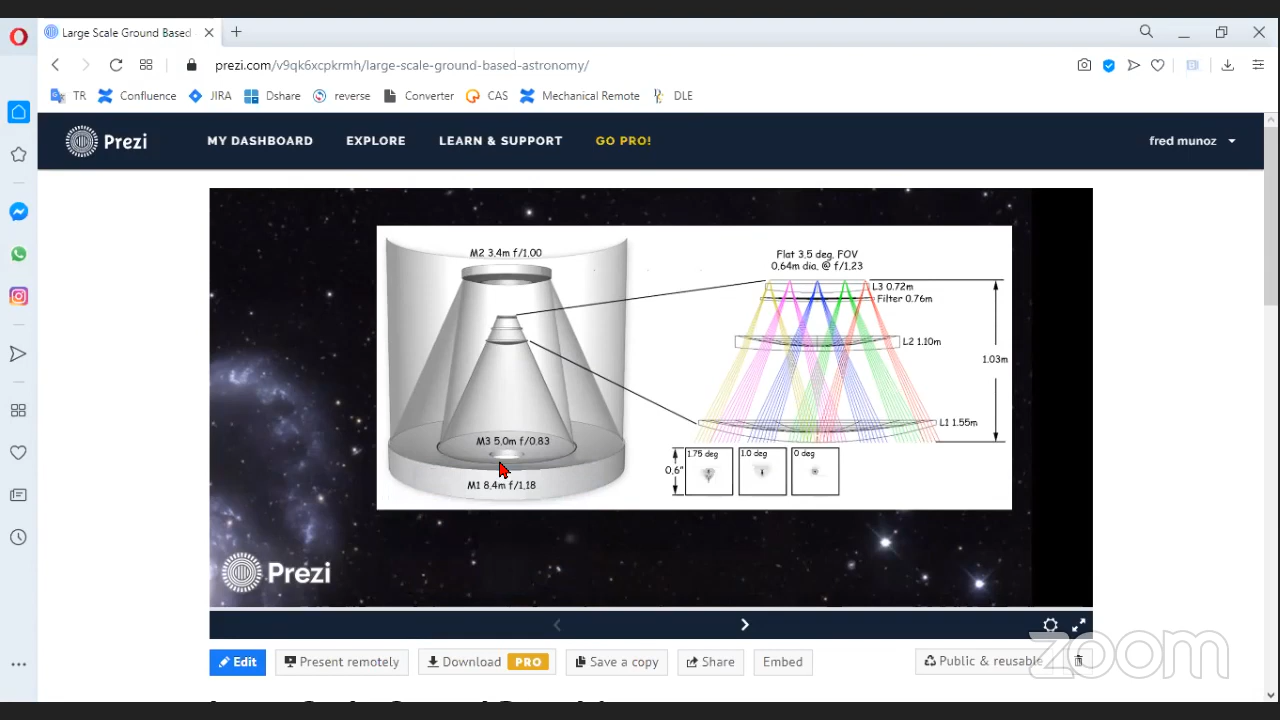 Large Scale Ground Based
prezi.com/v9qk6xcpkrmh/large-scale-ground-based-astronomy/
TR Confluence JIRA Dshare reverse Converter CAS Mechanical Remote DLE
Prezi MY DASHBOARD EXPLORE LEARN & SUPPORT GO PRO! fred munoz
M2 3.4m f/1.00
M3 5.0m f/0.83
M1 8.4m f/1.18
Flat 3.5 deg. FOV
0.64m dia. @ f/1.23
L3 0.72m
Filter 0.76m
L2 1.10m
1.03m
L1 1.55m
0.6"
1.75 deg 1.0 deg 0 deg
Prezi
Edit Present remotely Download PRO Save a copy Share Embed Public & reusable
zoom